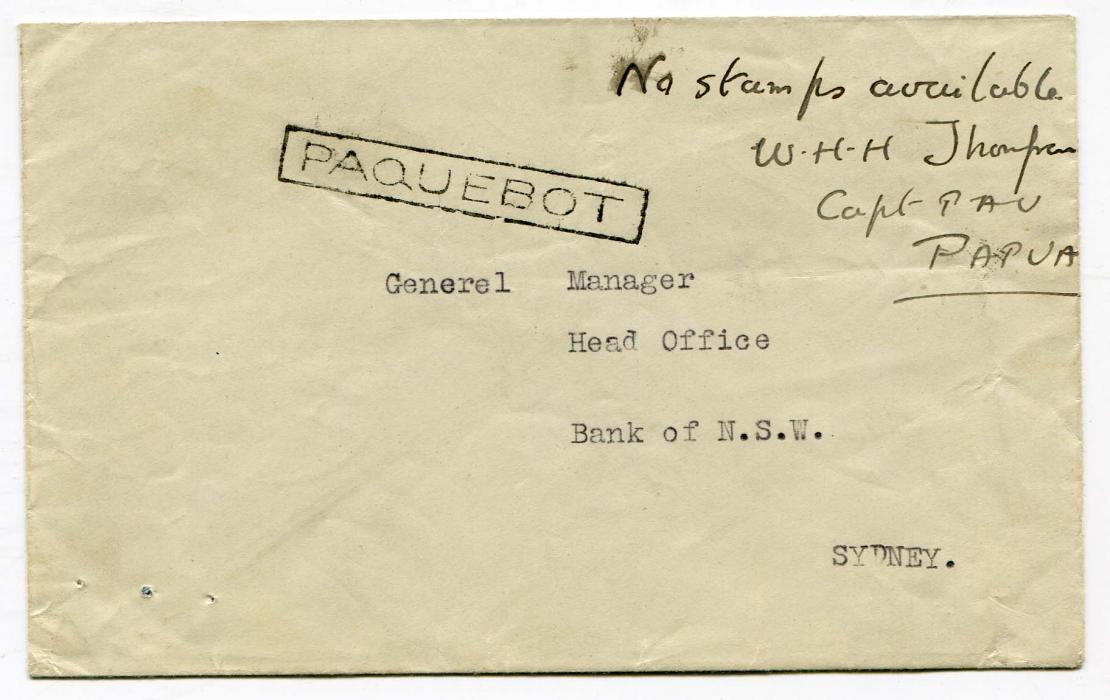 No stamps available
W.H.H Thompson
Capt PAU
PAPUA
PAQUEBOT
Generel Manager
Head Office
Bank of N.S.W.
SYDNEY.